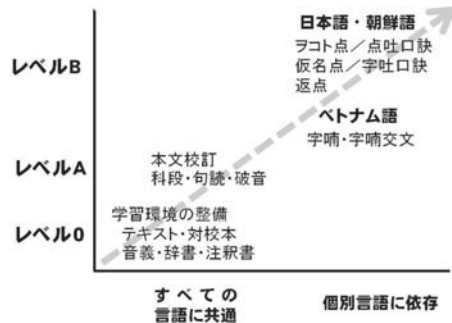 日本語・朝鮮語
ヲコト点／点吐口訣
仮名点／字吐口訣
返点
レベルB
ベトナム語
字喃・字喃交文
本文校訂
科段・句読・破音
レベルA
学習環境の整備
テキスト・対校本
音義・辞書・注釈書
レベル0
すべての
言語に共通
個別言語に依存